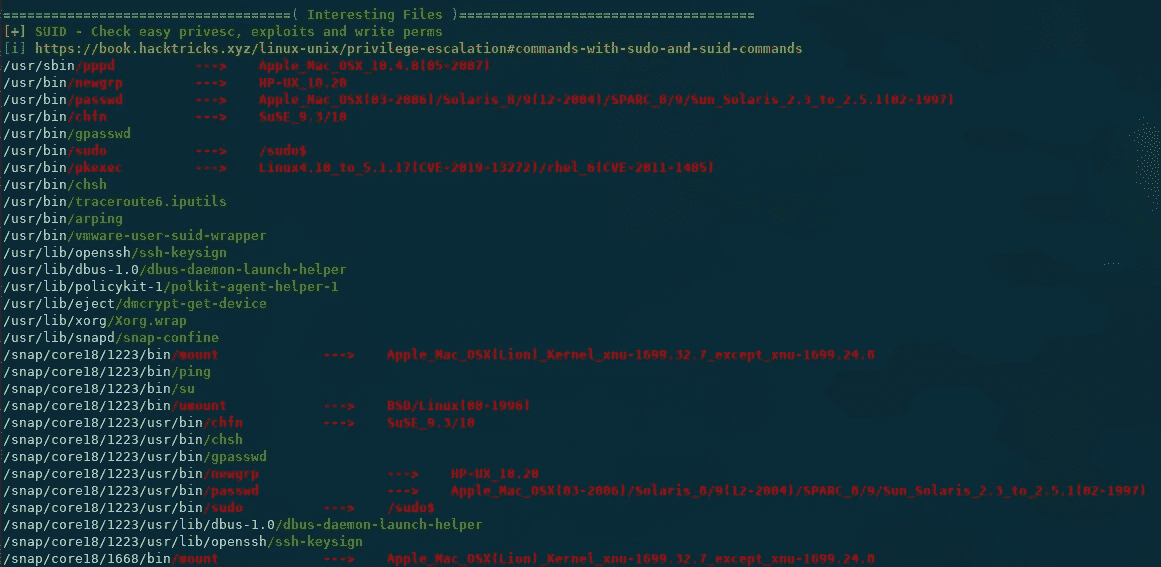 ===================================( Interesting Files )====================================
[+] SUID - Check easy privesc, exploits and write perms
[i] https://book.hacktricks.xyz/linux-unix/privilege-escalation#commands-with-sudo-and-suid-commands
/usr/sbin/pppd ---> Apple_Mac_OSX_10.4.8(05-2007)
/usr/bin/newgrp ---> HP-UX_10.20
/usr/bin/passwd ---> Apple_Mac_OSX(03-2006)/Solaris_8/9(12-2004)/SPARC_8/9/Sun_Solaris_2.3_to_2.5.1(02-1997)
/usr/bin/chfn ---> SuSE_9.3/10
/usr/bin/gpasswd
/usr/bin/sudo ---> /sudo$
/usr/bin/pkexec ---> Linux4.10_to_5.1.17(CVE-2019-13272)/rhel_6(CVE-2011-1485)
/usr/bin/chsh
/usr/bin/traceroute6.iputils
/usr/bin/arping
/usr/bin/vmware-user-suid-wrapper
/usr/lib/openssh/ssh-keysign
/usr/lib/dbus-1.0/dbus-daemon-launch-helper
/usr/lib/policykit-1/polkit-agent-helper-1
/usr/lib/eject/dmcrypt-get-device
/usr/lib/xorg/Xorg.wrap
/usr/lib/snapd/snap-confine
/snap/core18/1223/bin/mount ---> Apple_Mac_OSX(Lion)_Kernel_xnu-1699.32.7_except_xnu-1699.24.8
/snap/core18/1223/bin/ping
/snap/core18/1223/bin/su
/snap/core18/1223/bin/umount ---> BSD/Linux(08-1996)
/snap/core18/1223/usr/bin/chfn ---> SuSE_9.3/10
/snap/core18/1223/usr/bin/chsh
/snap/core18/1223/usr/bin/gpasswd
/snap/core18/1223/usr/bin/newgrp ---> HP-UX_10.20
/snap/core18/1223/usr/bin/passwd ---> Apple_Mac_OSX(03-2006)/Solaris_8/9(12-2004)/SPARC_8/9/Sun_Solaris_2.3_to_2.5.1(02-1997)
/snap/core18/1223/usr/bin/sudo ---> /sudo$
/snap/core18/1223/usr/lib/dbus-1.0/dbus-daemon-launch-helper
/snap/core18/1223/usr/lib/openssh/ssh-keysign
/snap/core18/1668/bin/mount ---> Apple_Mac_OSX(Lion)_Kernel_xnu-1699.32.7_except_xnu-1699.24.8